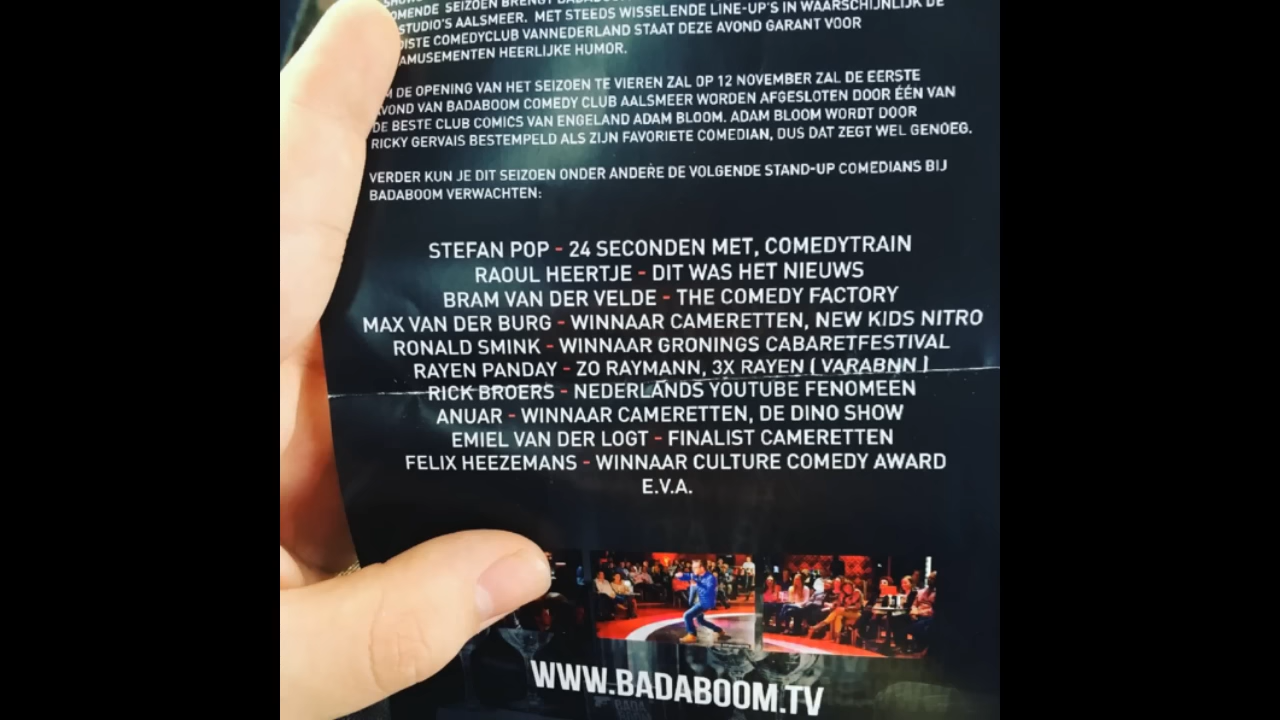 OMENDE SEIZOEN BRENGT
STUDIO'S AALSMEER. MET STEEDS WISSELENDE LINE-UP'S IN WAARSCHIJNLIJK DE
COMEDYCLUB VANNEDERLAND STAAT DEZE AVOND GARANT VOOR
AMUSEMENTEN HEERLIJKE HUMOR.
M DE OPENING VAN HET SEIZOEN TE VIEREN ZAL OP 12 NOVEMBER ZAL DE EERSTE
AVOND VAN BADABOOM COMEDY CLUB AALSMEER WORDEN AFGESLOTEN DOOR ÉÉN VAN
DE BESTE CLUB COMICS VAN ENGELAND ADAM BLOOM. ADAM BLOOM WORDT DOOR
RICKY GERVAIS BESTEMPELD ALS ZIJN FAVORIETE COMEDIAN, DUS DAT ZEGT WEL GENOEG.
VERDER KUN JE DIT SEIZOEN ONDER ANDERE DE VOLGENDE STAND-UP COMEDIANS BIJ
BADABOOM VERWACHTEN:
STEFAN POP - 24 SECONDEN MET, COMEDYTRAIN
RAOUL HEERTJE - DIT WAS HET NIEUWS
BRAM VAN DER VELDE - THE COMEDY FACTORY
MAX VAN DER BURG - WINNAAR CAMERETTEN, NEW KIDS NITRO
RONALD SMINK - WINNAAR GRONINGS CABARETFESTIVAL
RAYEN PANDAY - ZO RAYMANN, 3X RAYEN ( VARABNN )
RICK BROERS - NEDERLANDS YOUTUBE FENOMEEN
ANUAR - WINNAAR CAMERETTEN, DE DINO SHOW
EMIEL VAN DER LOGT - FINALIST CAMERETTEN
FELIX HEEZEMANS - WINNAAR CULTURE COMEDY AWARD
E.V.A.
WWW.BADABOOM.TV